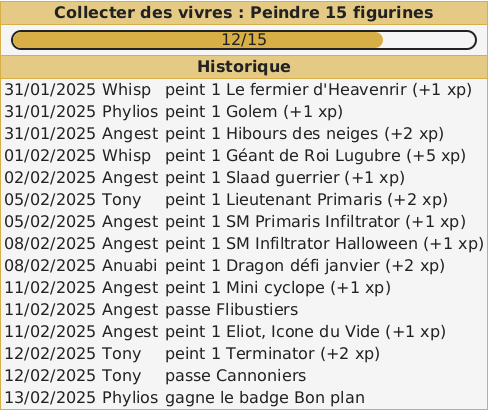 Collecter des vivres : Peindre 15 figurines
12/15
Historique
31/01/2025 Whisp peint 1 Le fermier d'Heavenrir (+1 xp)
31/01/2025 Phylios peint 1 Golem (+1 xp)
31/01/2025 Angest peint 1 Hibours des neiges (+2 xp)
01/02/2025 Whisp peint 1 Géant de Roi Lugubre (+5 xp)
02/02/2025 Angest peint 1 Slaad guerrier (+1 xp)
05/02/2025 Tony peint 1 Lieutenant Primaris (+2 xp)
05/02/2025 Angest peint 1 SM Primaris Infiltrator (+1 xp)
08/02/2025 Angest peint 1 SM Infiltrator Halloween (+1 xp)
08/02/2025 Anuabi peint 1 Dragon défi janvier (+2 xp)
11/02/2025 Angest peint 1 Mini cyclope (+1 xp)
11/02/2025 Angest passe Flibustiers
11/02/2025 Angest peint 1 Eliot, Icone du Vide (+1 xp)
12/02/2025 Tony peint 1 Terminator (+2 xp)
12/02/2025 Tony passe Cannoniers
13/02/2025 Phylios gagne le badge Bon plan